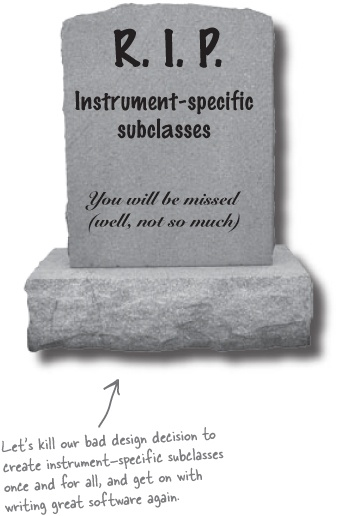 R. I. P.
Instrument-specific
subclasses
You will be missed
(well, not so much)
Let's kill our bad design decision to
create instrument-specific subclasses
once and for all, and get on with
writing great software again.